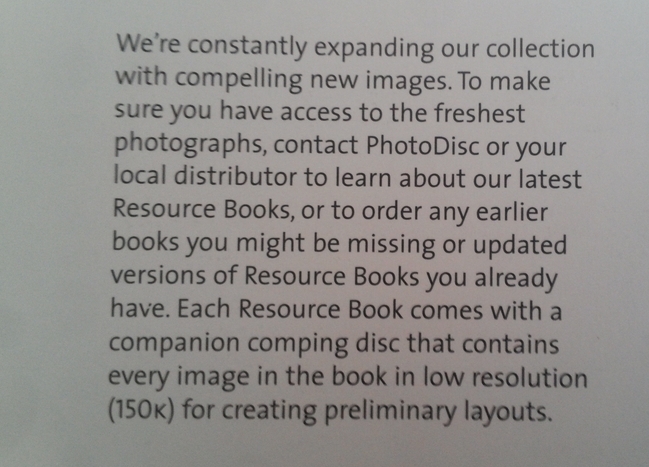 We're constantly expanding our collection
with compelling new images. To make
sure you have access to the freshest
photographs, contact PhotoDisc or your
local distributor to learn about our latest
Resource Books, or to order any earlier
books you might be missing or updated
versions of Resource Books you already
have. Each Resource Book comes with a
companion comping disc that contains
every image in the book in low resolution
(150K) for creating preliminary layouts.